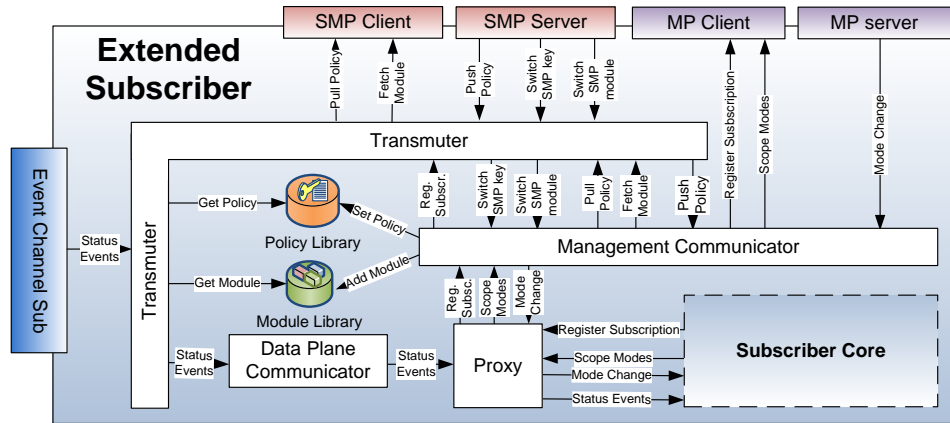 SMP Client
SMP Server
MP Client
MP server
Extended
Subscriber
Pull Policy
Fetch
Module
Push
Policy
Switch
SMP key
Switch
SMP
module
Register Susbscription
Scope Modes
Mode Change
Transmuter
Event Channel Sub
Status
Events
Transmuter
Get Policy
Policy Library
Set Policy
Reg.
Subscr.
Switch
SMP key
Switch
SMP
module
Pull
Policy
Fetch
Module
Push
Policy
Management Communicator
Get Module
Module Library
Add Module
Reg.
Subsc.
Scope
Modes
Mode
Change
Status
Events
Data Plane
Communicator
Status
Events
Proxy
Register Subscription
Scope Modes
Mode Change
Status Events
Subscriber Core